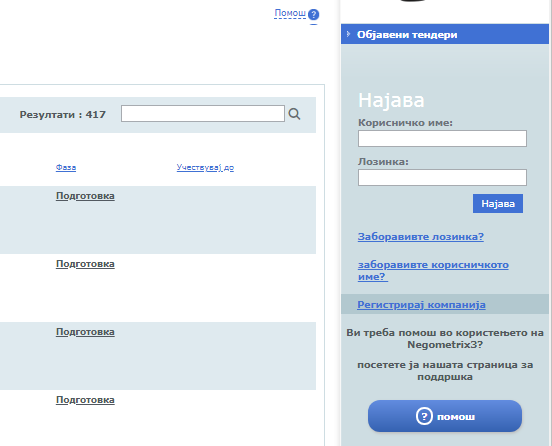 Помош ?
Резултати : 417
Фаза
Учествувај до
Подготовка
Подготовка
Подготовка
Подготовка
Објавени тендери
Најава
Корисничко име:
Лозинка:
Најава
Заборавивте лозинка?
заборавивте корисничкото
име?
Регистрирај компанија
Ви треба помош во користењето на
Negometrix3?
посетете ја нашата страница за
поддршка
? помош